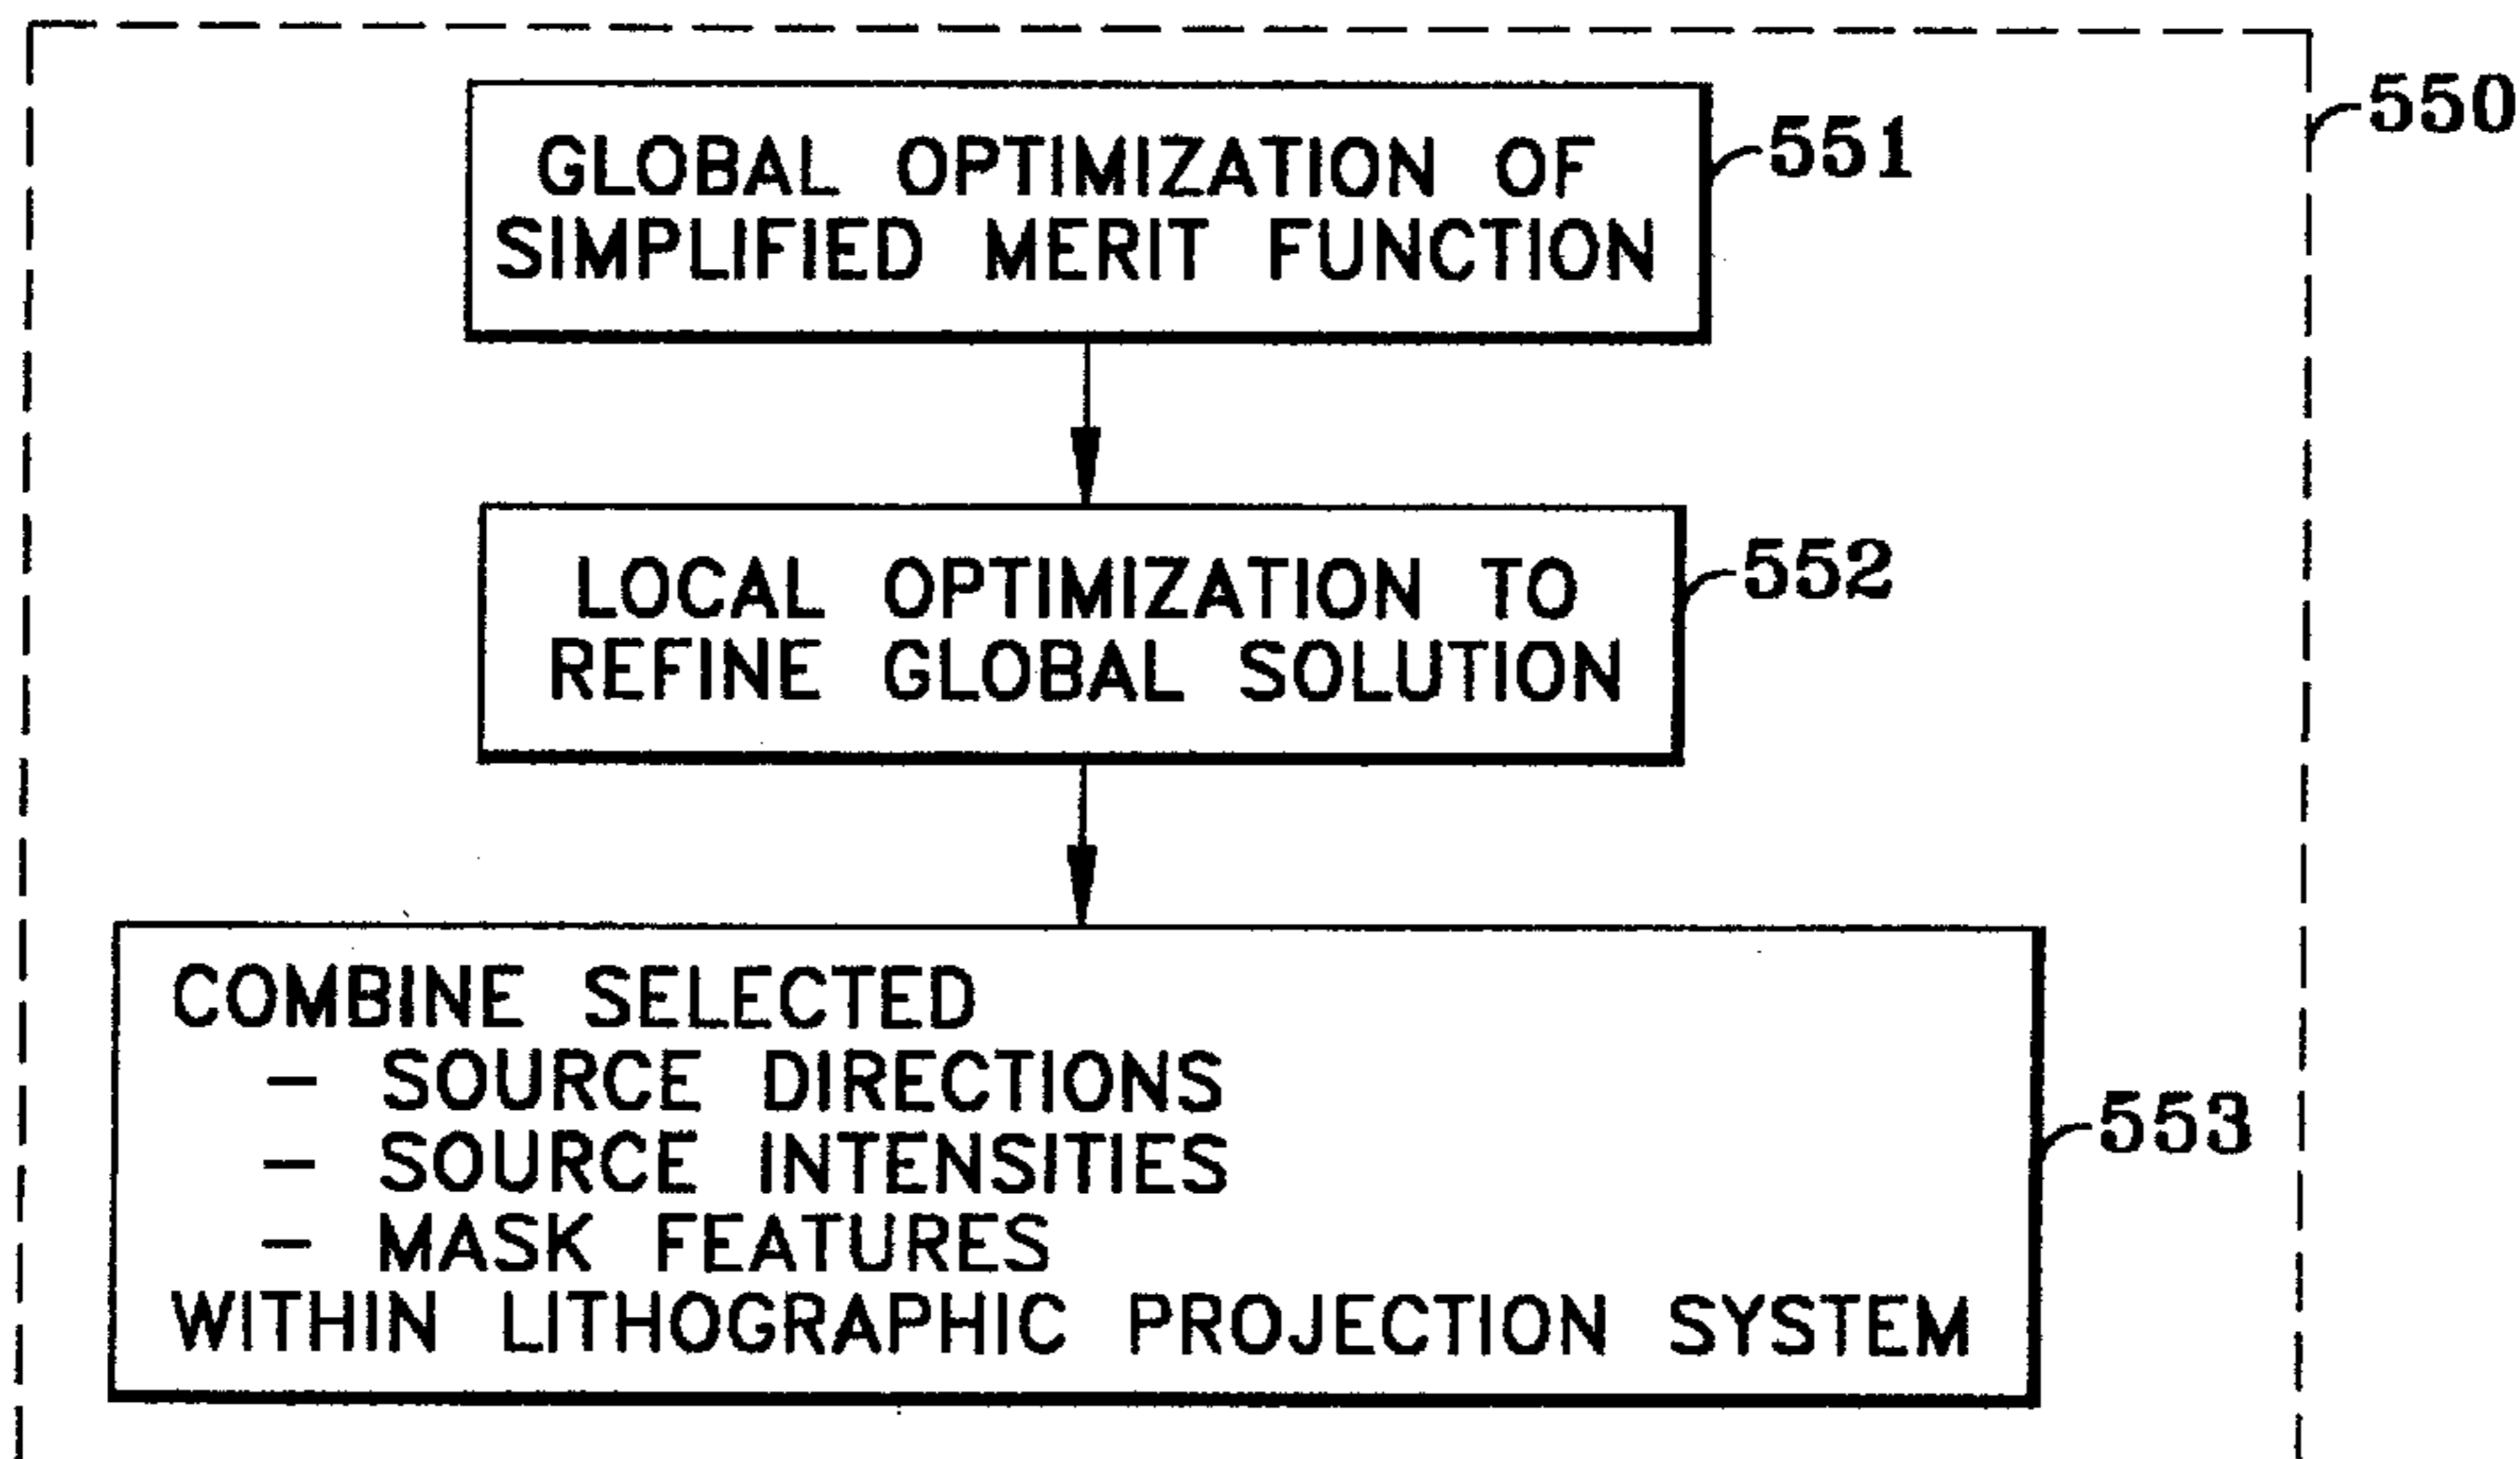 550
GLOBAL OPTIMIZATION OF
SIMPLIFIED MERIT FUNCTION
551
LOCAL OPTIMIZATION TO
REFINE GLOBAL SOLUTION
552
COMBINE SELECTED
– SOURCE DIRECTIONS
– SOURCE INTENSITIES
– MASK FEATURES
WITHIN LITHOGRAPHIC PROJECTION SYSTEM
553